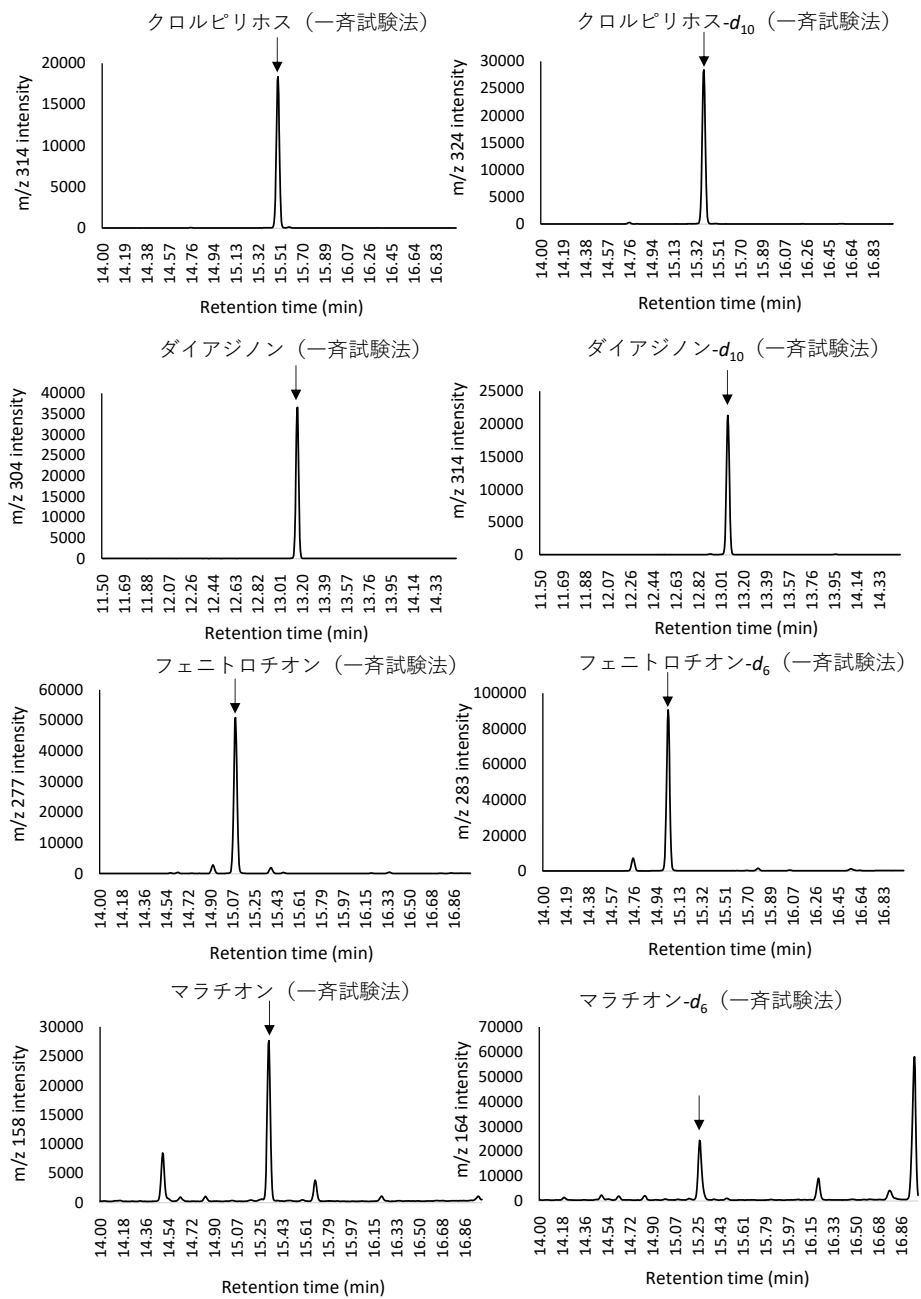 クロルピリホス（一斉試験法）
m/z 314 intensity
20000
15000
10000
5000
0
14.00 14.19 14.38 14.57 14.76 14.94 15.13 15.32 15.51 15.70 15.89 16.07 16.26 16.45 16.64 16.83
Retention time (min)
クロルピリホス-d10（一斉試験法）
m/z 324 intensity
30000
25000
20000
15000
10000
5000
0
14.00 14.19 14.38 14.57 14.76 14.94 15.13 15.32 15.51 15.70 15.89 16.07 16.26 16.45 16.64 16.83
Retention time (min)
ダイアジノン（一斉試験法）
m/z 304 intensity
40000
35000
30000
25000
20000
15000
10000
5000
0
11.50 11.69 11.88 12.07 12.26 12.44 12.63 12.82 13.01 13.20 13.39 13.57 13.76 13.95 14.14 14.33
Retention time (min)
ダイアジノン-d10（一斉試験法）
m/z 314 intensity
25000
20000
15000
10000
5000
0
11.50 11.69 11.88 12.07 12.26 12.44 12.63 12.82 13.01 13.20 13.39 13.57 13.76 13.95 14.14 14.33
Retention time (min)
フェニトロチオン（一斉試験法）
m/z 277 intensity
60000
50000
40000
30000
20000
10000
0
14.00 14.18 14.36 14.54 14.72 14.90 15.07 15.25 15.43 15.61 15.79 15.97 16.15 16.33 16.50 16.68 16.86
Retention time (min)
フェニトロチオン-d6（一斉試験法）
m/z 283 intensity
100000
80000
60000
40000
20000
0
14.00 14.19 14.38 14.57 14.76 14.94 15.13 15.32 15.51 15.70 15.89 16.07 16.26 16.45 16.64 16.83
Retention time (min)
マラチオン（一斉試験法）
m/z 158 intensity
30000
25000
20000
15000
10000
5000
0
14.00 14.18 14.36 14.54 14.72 14.90 15.07 15.25 15.43 15.61 15.79 15.97 16.15 16.33 16.50 16.68 16.86
Retention time (min)
マラチオン-d6（一斉試験法）
m/z 164 intensity
70000
60000
50000
40000
30000
20000
10000
0
14.00 14.18 14.36 14.54 14.72 14.90 15.07 15.25 15.43 15.61 15.79 15.97 16.15 16.33 16.50 16.68 16.86
Retention time (min)